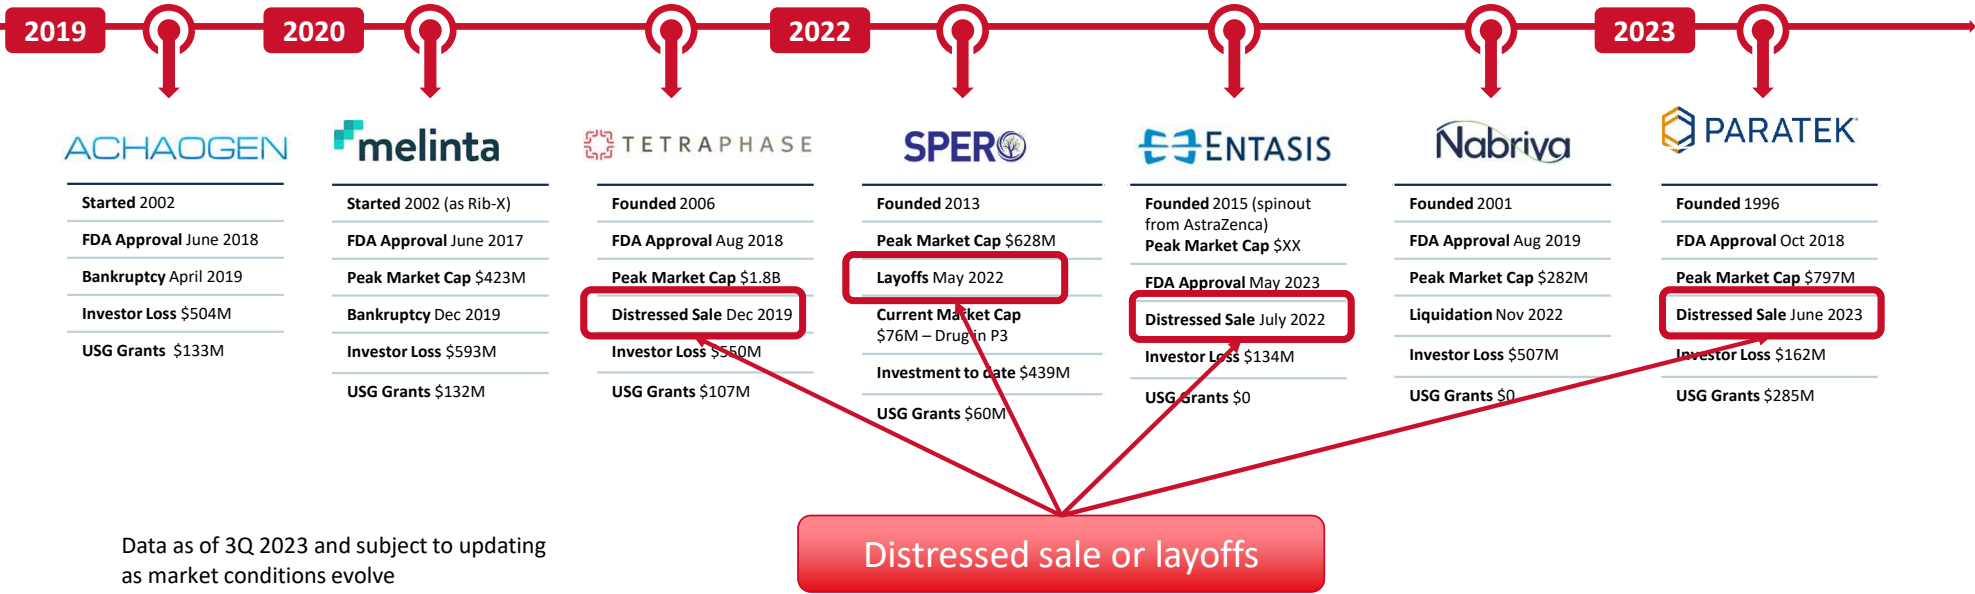 2019
2020
2022
2023
ACHAOGEN
Started 2002
FDA Approval June 2018
Bankruptcy April 2019
Investor Loss $504M
USG Grants $133M
melinta
Started 2002 (as Rib-X)
FDA Approval June 2017
Peak Market Cap $423M
Bankruptcy Dec 2019
Investor Loss $593M
USG Grants $132M
TETRAPHASE
Founded 2006
FDA Approval Aug 2018
Peak Market Cap $1.8B
Distressed Sale Dec 2019
Investor Loss $550M
USG Grants $107M
SPERO
Founded 2013
Peak Market Cap $628M
Layoffs May 2022
Current Market Cap
$76M – Drug in P3
Investment to date $439M
USG Grants $60M
ENTASIS
Founded 2015 (spinout
from AstraZenca)
Peak Market Cap $XX
FDA Approval May 2023
Distressed Sale July 2022
Investor Loss $134M
USG Grants $0
Nabriva
Founded 2001
FDA Approval Aug 2019
Peak Market Cap $282M
Liquidation Nov 2022
Investor Loss $507M
USG Grants $0
PARATEK
Founded 1996
FDA Approval Oct 2018
Peak Market Cap $797M
Distressed Sale June 2023
Investor Loss $162M
USG Grants $285M
Data as of 3Q 2023 and subject to updating
as market conditions evolve
Distressed sale or layoffs